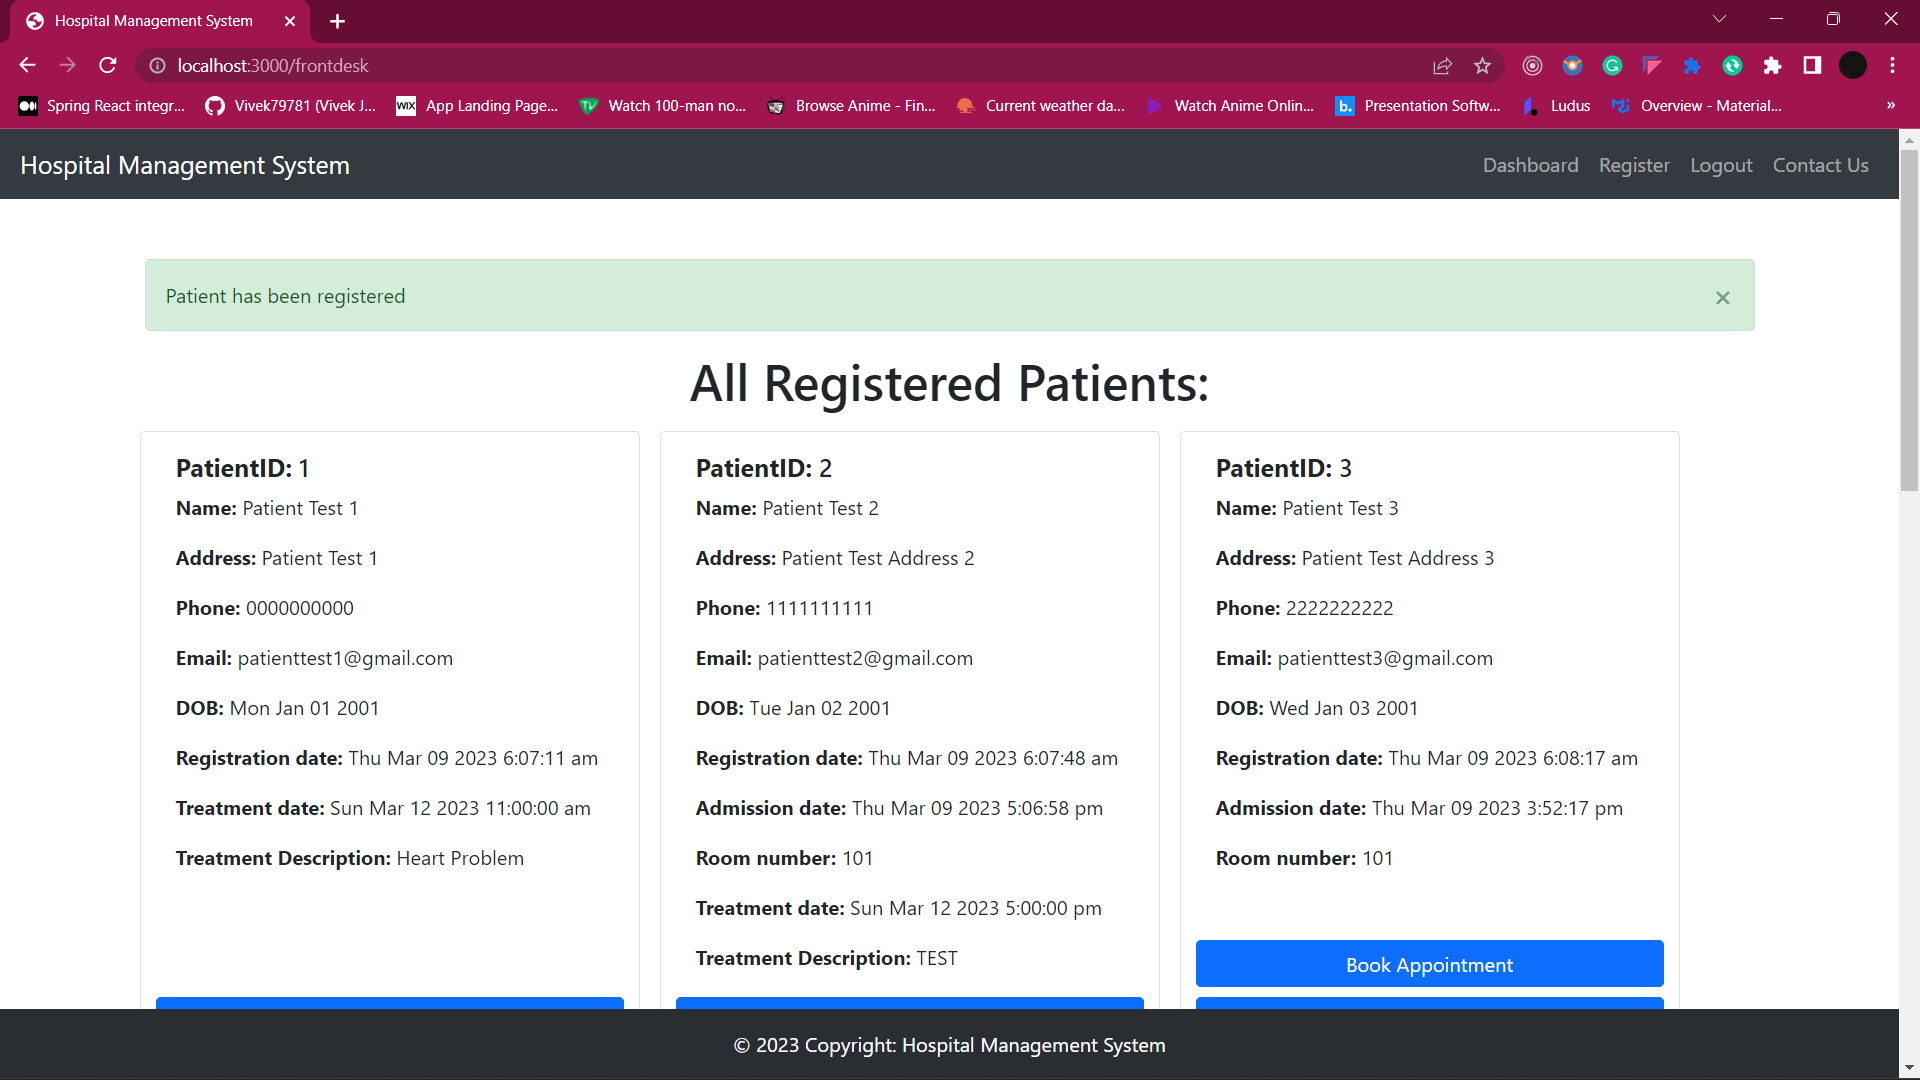 Hospital Management System
localhost:3000/frontdesk
Spring React integr...
Vivek79781 (Vivek J...
WIX
App Landing Page...
TV
Watch 100-man no...
Browse Anime - Fin...
Current weather da...
Watch Anime Onlin...
b.
Presentation Softw...
Ludus
Overview - Material...
»
Hospital Management System
Dashboard
Register
Logout
Contact Us
Patient has been registered
×
All Registered Patients:
PatientID: 1
Name: Patient Test 1
Address: Patient Test 1
Phone: 0000000000
Email: patienttest1@gmail.com
DOB: Mon Jan 01 2001
Registration date: Thu Mar 09 2023 6:07:11 am
Treatment date: Sun Mar 12 2023 11:00:00 am
Treatment Description: Heart Problem
PatientID: 2
Name: Patient Test 2
Address: Patient Test Address 2
Phone: 1111111111
Email: patienttest2@gmail.com
DOB: Tue Jan 02 2001
Registration date: Thu Mar 09 2023 6:07:48 am
Admission date: Thu Mar 09 2023 5:06:58 pm
Room number: 101
Treatment date: Sun Mar 12 2023 5:00:00 pm
Treatment Description: TEST
PatientID: 3
Name: Patient Test 3
Address: Patient Test Address 3
Phone: 2222222222
Email: patienttest3@gmail.com
DOB: Wed Jan 03 2001
Registration date: Thu Mar 09 2023 6:08:17 am
Admission date: Thu Mar 09 2023 3:52:17 pm
Room number: 101
Book Appointment
© 2023 Copyright: Hospital Management System